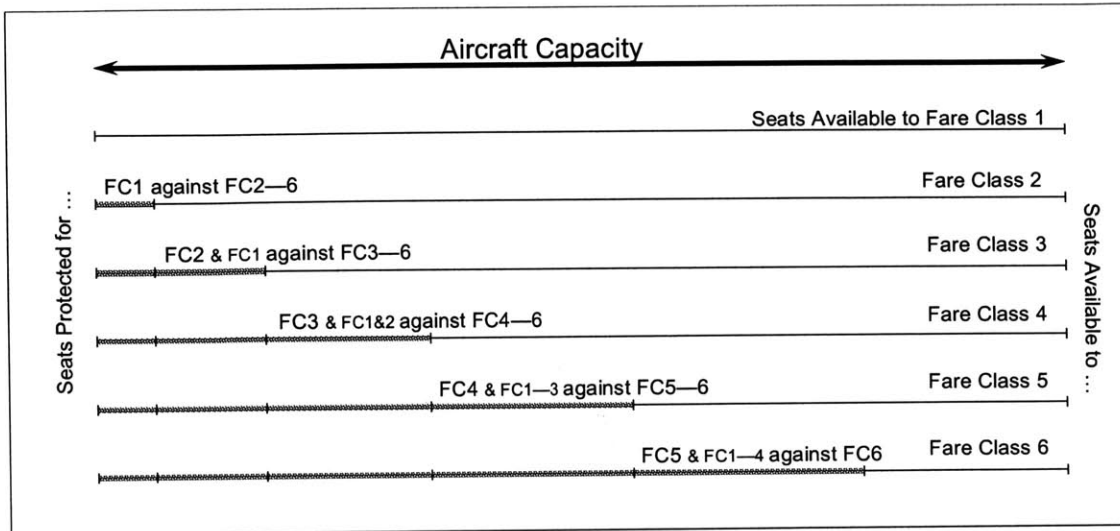 Aircraft Capacity
Seats Available to Fare Class 1
FC1 against FC2—6
Fare Class 2
FC2 & FC1 against FC3—6
Fare Class 3
FC3 & FC1&2 against FC4—6
Fare Class 4
FC4 & FC1—3 against FC5—6
Fare Class 5
FC5 & FC1—4 against FC6
Fare Class 6
Seats Protected for ...
Seats Available to ...